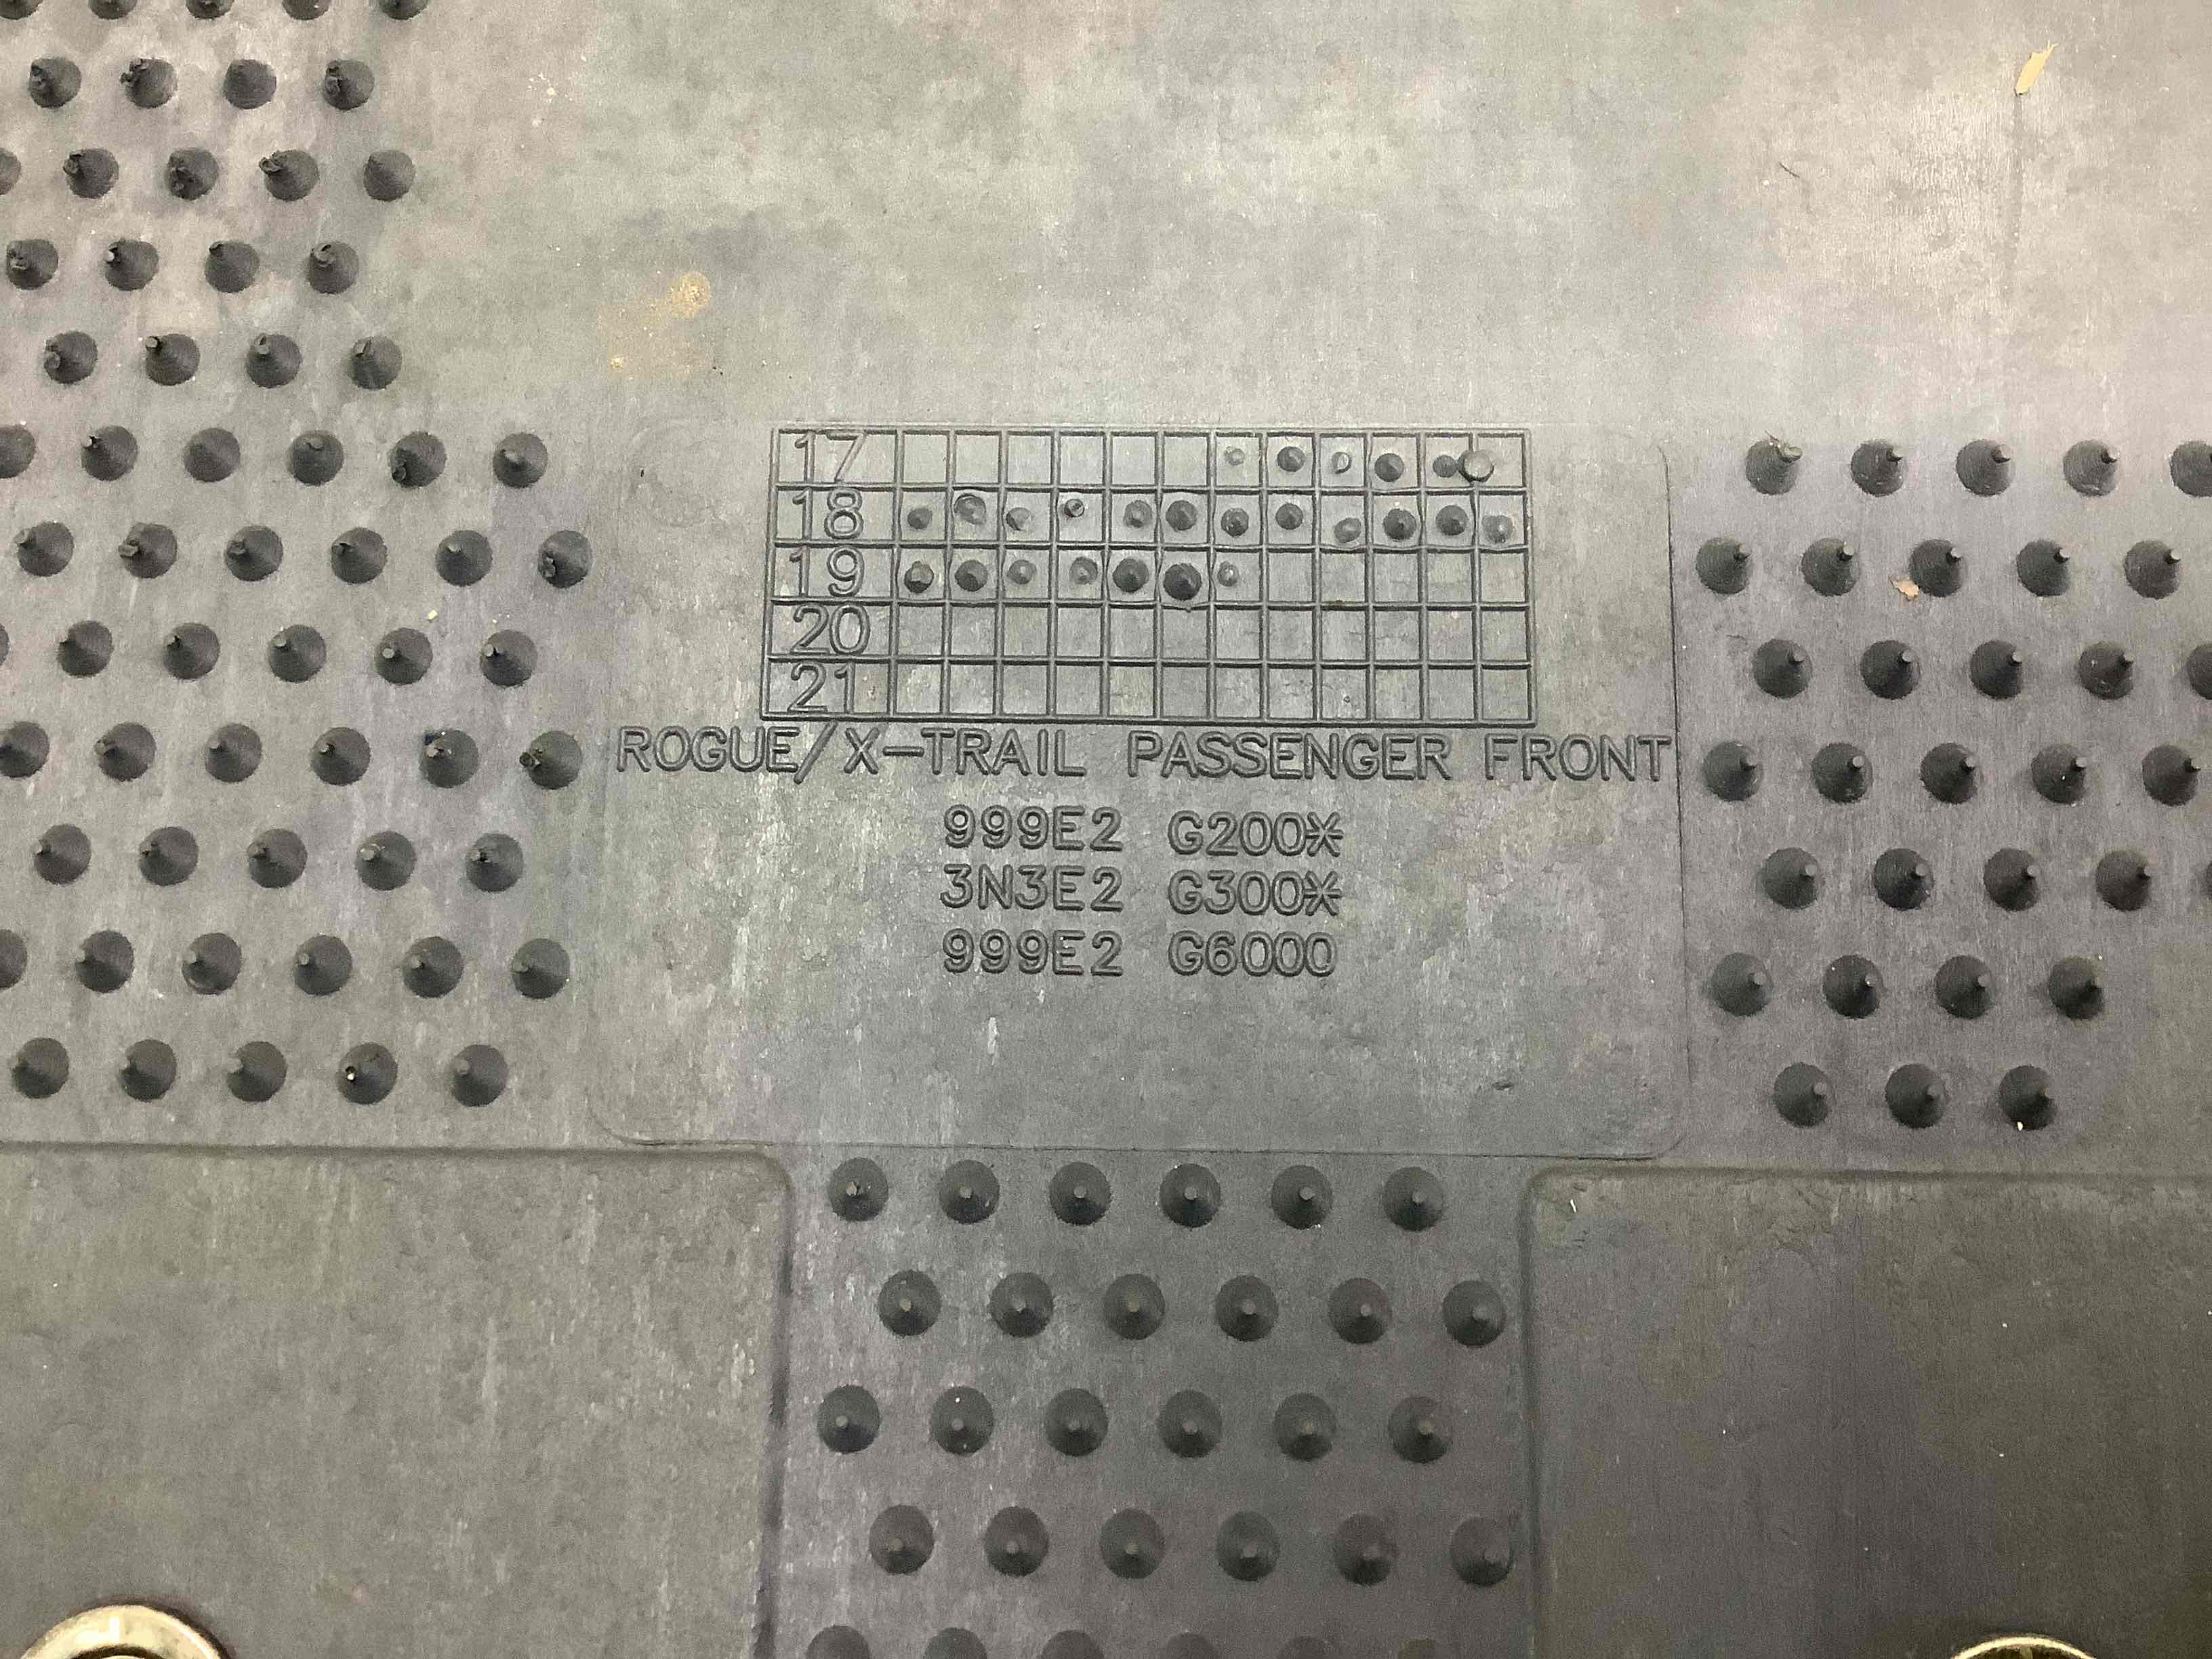 17
18
19
20
21
ROGUE/X-TRAIL PASSENGER FRONT
999E2 G200*
3N3E2 G300*
999E2 G6000